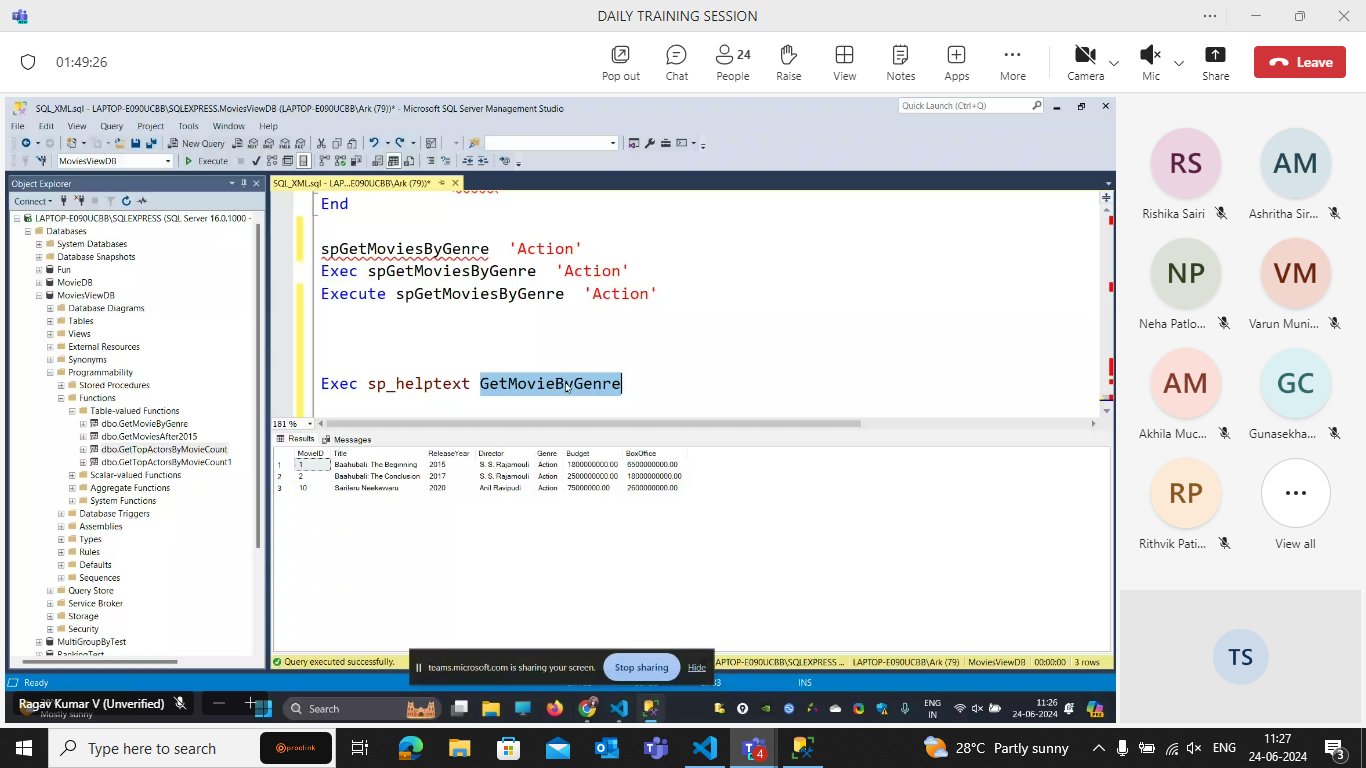 DAILY TRAINING SESSION
01:49:26
Pop out
Chat
24
People
Raise
View
Notes
Apps
More
Camera
Mic
Share
Leave
SQL_XML.sql - LAPTOP-E090UCBB\SQLEXPRESS.MoviesViewDB (LAPTOP-E090UCBB\Ark (79))* - Microsoft SQL Server Management Studio
Quick Launch (Ctrl+Q)
File Edit View Query Project Tools Window Help
New Query
MoviesViewDB
Execute
Object Explorer
Connect
LAPTOP-E090UCBB\SQLEXPRESS (SQL Server 16.0.1000 -
Databases
System Databases
Database Snapshots
Fun
MovieDB
MoviesViewDB
Database Diagrams
Tables
Views
External Resources
Synonyms
Programmability
Stored Procedures
Functions
Table-valued Functions
dbo.GetMovieByGenre
dbo.GetMoviesAfter2015
dbo.GetTopActorsByMovieCount
dbo.GetTopActorsByMovieCount1
Scalar-valued Functions
Aggregate Functions
System Functions
Database Triggers
Assemblies
Types
Rules
Defaults
Sequences
Query Store
Service Broker
Storage
Security
MultiGroupByTest
RankingTest
SQL_XML.sql - LAP...E090UCBB\Ark (79))*
End
spGetMoviesByGenre 'Action'
Exec spGetMoviesByGenre 'Action'
Execute spGetMoviesByGenre 'Action'
Exec sp_helptext GetMovieByGenre
181 %
Results Messages
MovieID Title ReleaseYear Director Genre Budget BoxOffice
1 1 Baahubali: The Beginning 2015 S. S. Rajamouli Action 1800000000.00 6500000000.00
2 2 Baahubali: The Conclusion 2017 S. S. Rajamouli Action 2500000000.00 18000000000.00
3 10 Sarileru Neekevvaru 2020 Anil Ravipudi Action 75000000.00 2600000000.00
Query executed successfully.
APTOP-E090UCBB\SQLEXPRESS ... LAPTOP-E090UCBB\Ark (79) MoviesViewDB 00:00:00 3 rows
teams.microsoft.com is sharing your screen. Stop sharing Hide
Ready
INS
Ragav Kumar V (Unverified)
Mostly sunny
Search
ENG
IN
11:26
24-06-2024
RS
Rishika Sairi
AM
Ashritha Sir...
NP
Neha Patlo...
VM
Varun Muni...
AM
Akhila Muc...
GC
Gunasekha...
RP
Rithvik Pati...
View all
TS
Type here to search
proclink
4
28°C Partly sunny
ENG
11:27
24-06-2024
3